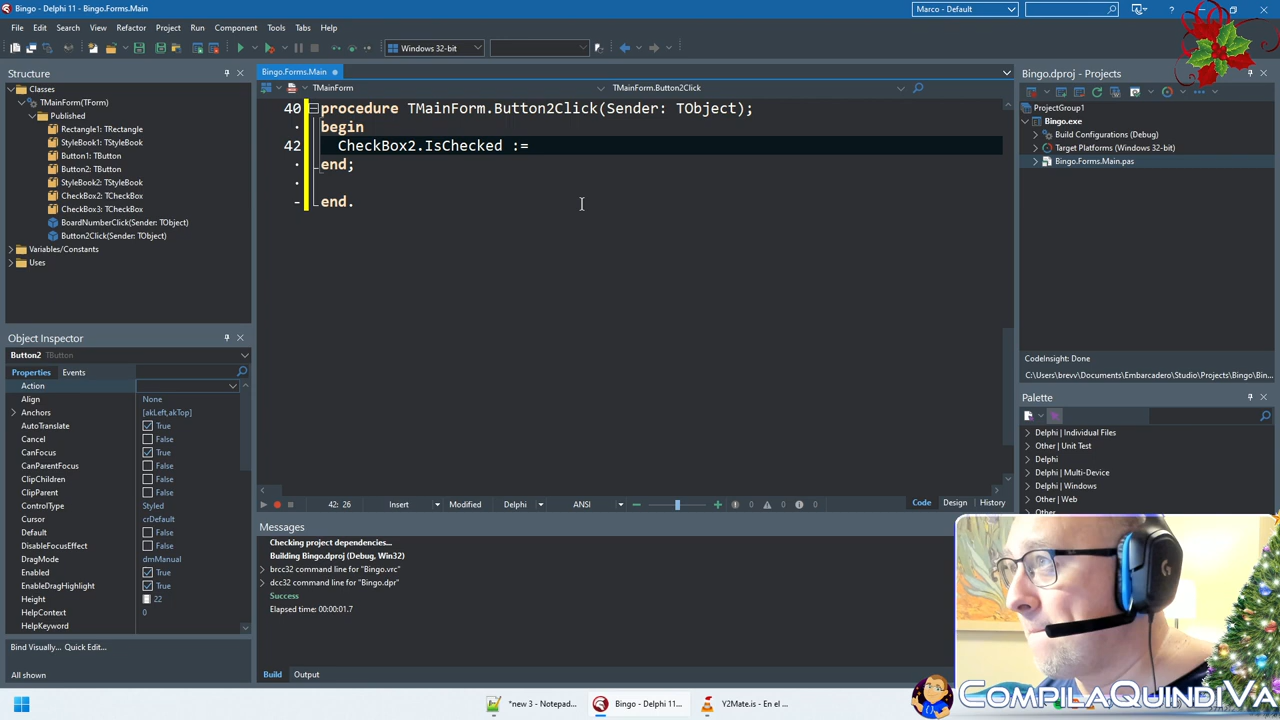 Bingo - Delphi 11 - Bingo.Forms.Main
Marco - Default
File Edit Search View Refactor Project Run Component Tools Tabs Help
Windows 32-bit
Structure
Classes
TMainForm(TForm)
Published
Rectangle1: TRectangle
StyleBook1: TStyleBook
Button1: TButton
Button2: TButton
StyleBook2: TStyleBook
CheckBox2: TCheckBox
CheckBox3: TCheckBox
BoardNumberClick(Sender: TObject)
Button2Click(Sender: TObject)
Variables/Constants
Uses
Object Inspector
Button2 TButton
Properties Events
Action
Align None
Anchors [akLeft,akTop]
AutoTranslate True
Cancel False
CanFocus True
CanParentFocus False
ClipChildren False
ClipParent False
ControlType Styled
Cursor crDefault
Default False
DisableFocusEffect False
DragMode dmManual
Enabled True
EnableDragHighlight True
Height 22
HelpContext 0
HelpKeyword
Bind Visually... Quick Edit...
All shown
Bingo.Forms.Main
TMainForm TMainForm.Button2Click
40 procedure TMainForm.Button2Click(Sender: TObject);
begin
42 CheckBox2.IsChecked :=
end;
end.
42: 26 Insert Modified Delphi ANSI 0 0 0 Code Design History
Messages
Checking project dependencies...
Building Bingo.dproj (Debug, Win32)
brcc32 command line for "Bingo.vrc"
dcc32 command line for "Bingo.dpr"
Success
Elapsed time: 00:00:01.7
Build Output
Bingo.dproj - Projects
ProjectGroup1
Bingo.exe
Build Configurations (Debug)
Target Platforms (Windows 32-bit)
Bingo.Forms.Main.pas
CodeInsight: Done
C:\Users\brevv\Documents\Embarcadero\Studio\Projects\Bingo\Bin...
Palette
Delphi | Individual Files
Other | Unit Test
Delphi
Delphi | Multi-Device
Delphi | Windows
Other | Web
Other
CompilaQuindiVa
*new 3 - Notepad... Bingo - Delphi 11... Y2Mate.is - En el ...